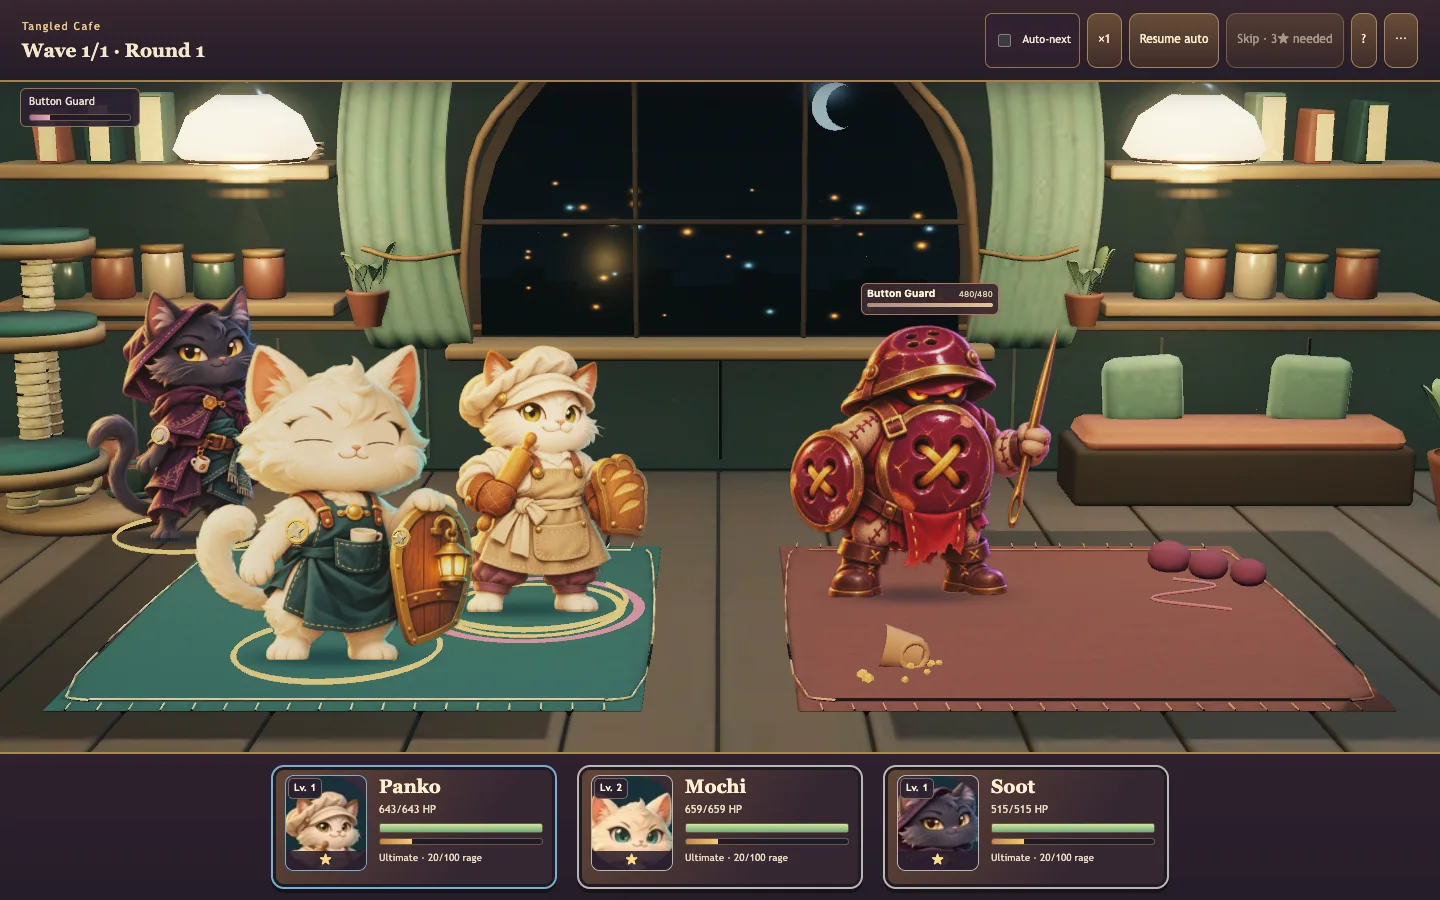 Tangled Cafe
Wave 1/1 · Round 1
Auto-next
×1
Resume auto
Skip · 3★ needed
?
...
Button Guard
Button Guard 480/480
Lv. 1
Panko
643/643 HP
Ultimate · 20/100 rage
Lv. 2
Mochi
659/659 HP
Ultimate · 20/100 rage
Lv. 1
Soot
515/515 HP
Ultimate · 20/100 rage